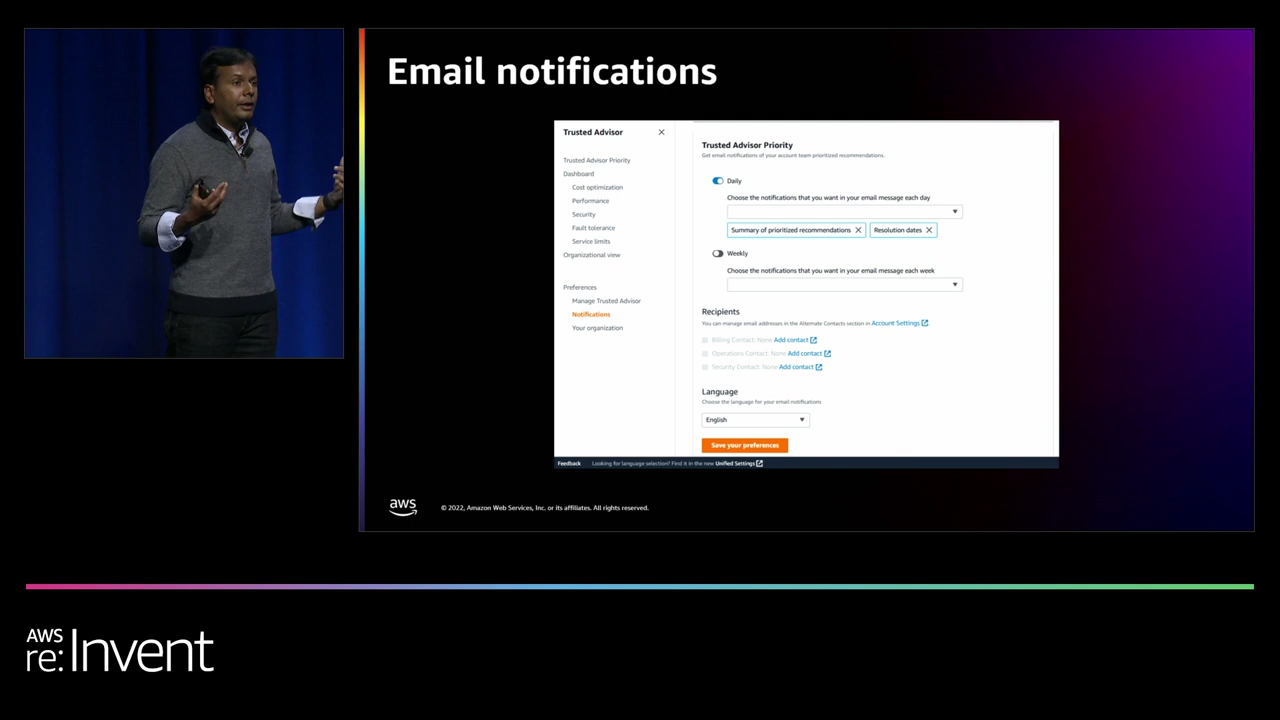 Email notifications
Trusted Advisor
Trusted Advisor Priority
Dashboard
Cost optimization
Performance
Security
Fault tolerance
Service limits
Organizational view
Preferences
Manage Trusted Advisor
Notifications
Your organization
Trusted Advisor Priority
Get email notifications of your account team prioritized recommendations.
Daily
Choose the notifications that you want in your email message each day
Summary of prioritized recommendations
Resolution dates
Weekly
Choose the notifications that you want in your email message each week
Recipients
You can manage email addresses in the Alternate Contacts section in Account Settings
Billing Contact: None Add contact
Operations Contact: None Add contact
Security Contact: None Add contact
Language
Choose the language for your email notifications.
English
Save your preferences
Feedback Looking for language selection? Find it in the new Unified Settings
aws
© 2022, Amazon Web Services, Inc. or its affiliates. All rights reserved.
AWS
re:Invent